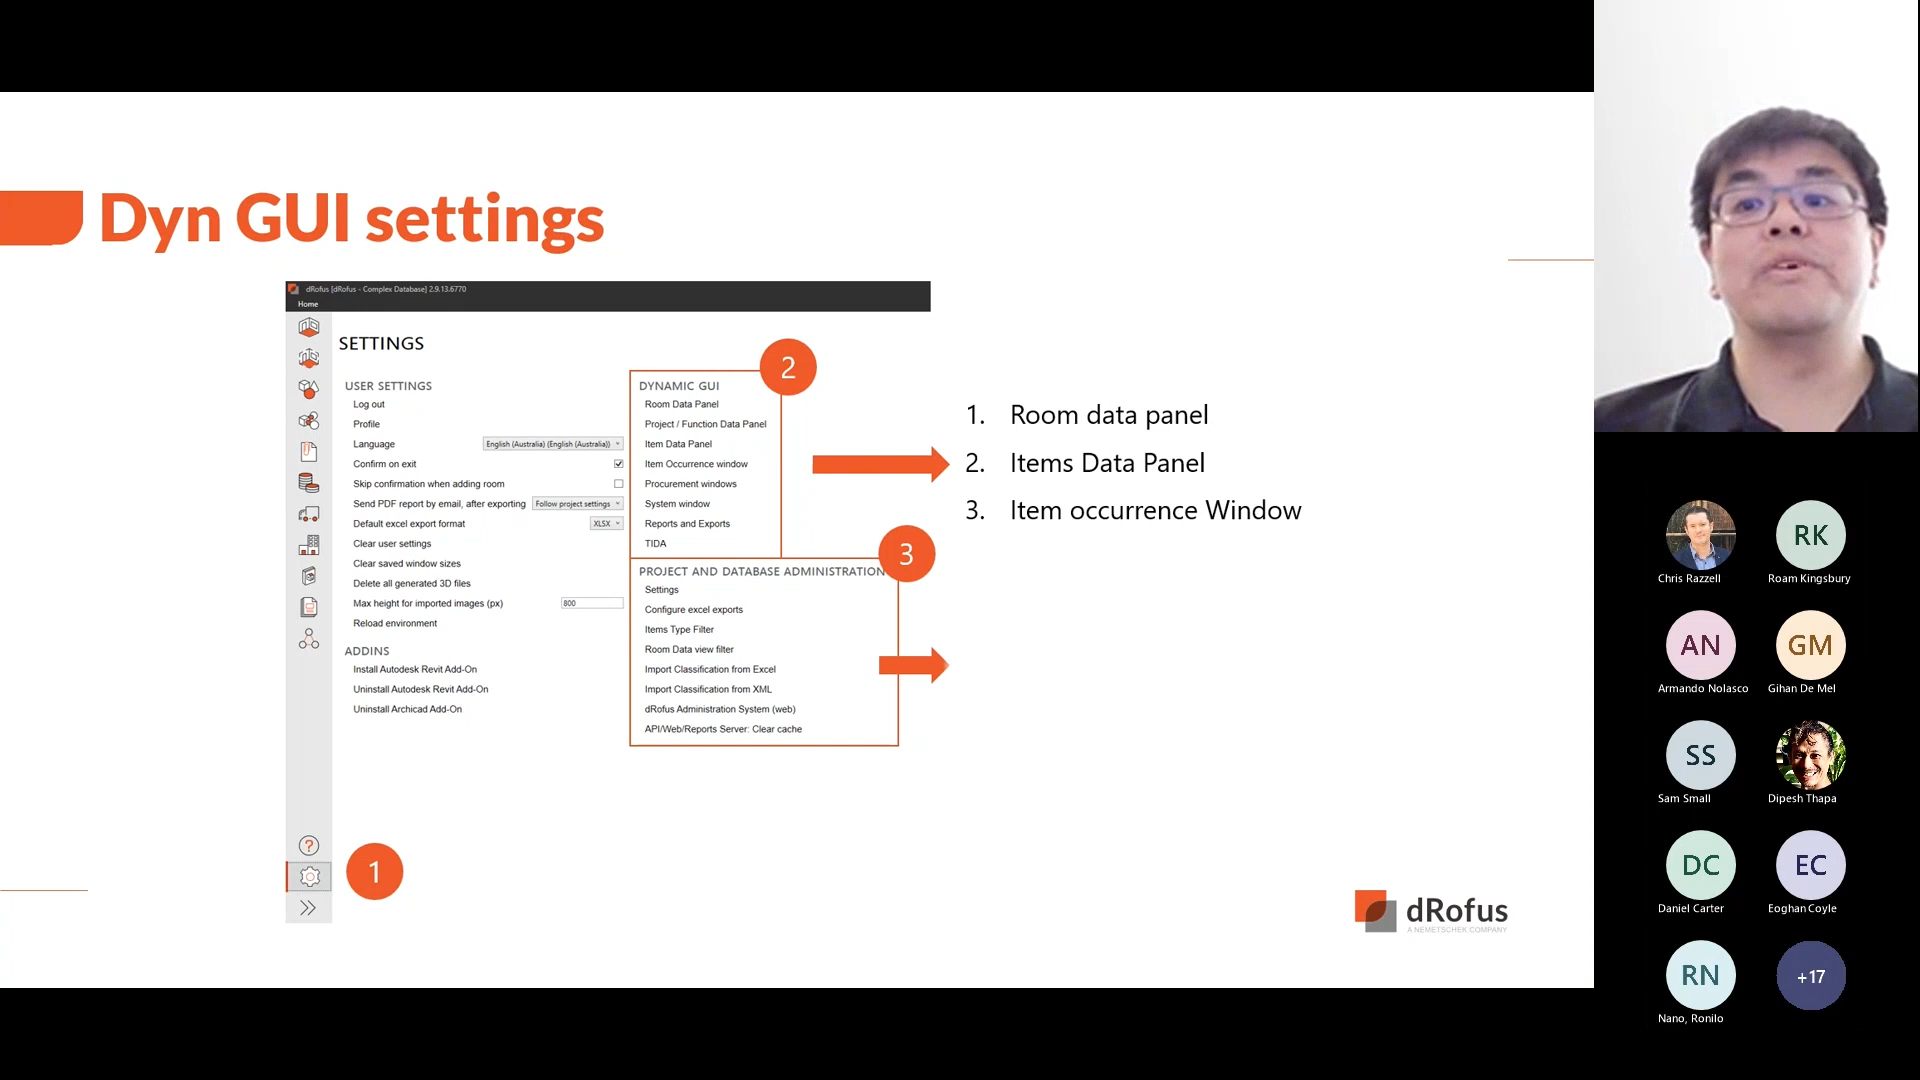 Dyn GUI settings
dRofus [dRofus - Complex Database] 2.9.13.6770
Home
SETTINGS
USER SETTINGS
Log out
Profile
Language English (Australia) (English (Australia))
Confirm on exit
Skip confirmation when adding room
Send PDF report by email, after exporting Follow project settings
Default excel export format XLSX
Clear user settings
Clear saved window sizes
Delete all generated 3D files
Max height for imported images (px) 800
Reload environment
ADDINS
Install Autodesk Revit Add-On
Uninstall Autodesk Revit Add-On
Uninstall Archicad Add-On
2
DYNAMIC GUI
Room Data Panel
Project / Function Data Panel
Item Data Panel
Item Occurrence window
Procurement windows
System window
Reports and Exports
TIDA
3
PROJECT AND DATABASE ADMINISTRATION
Settings
Configure excel exports
Items Type Filter
Room Data view filter
Import Classification from Excel
Import Classification from XML
dRofus Administration System (web)
API/Web/Reports Server: Clear cache
?
1
1. Room data panel
2. Items Data Panel
3. Item occurrence Window
dRofus
A NEMETSCHEK COMPANY
Chris Razzell
RK
Roam Kingsbury
AN
Armando Nolasco
GM
Gihan De Mel
SS
Sam Small
Dipesh Thapa
DC
Daniel Carter
EC
Eoghan Coyle
RN
Nano, Ronilo
+17